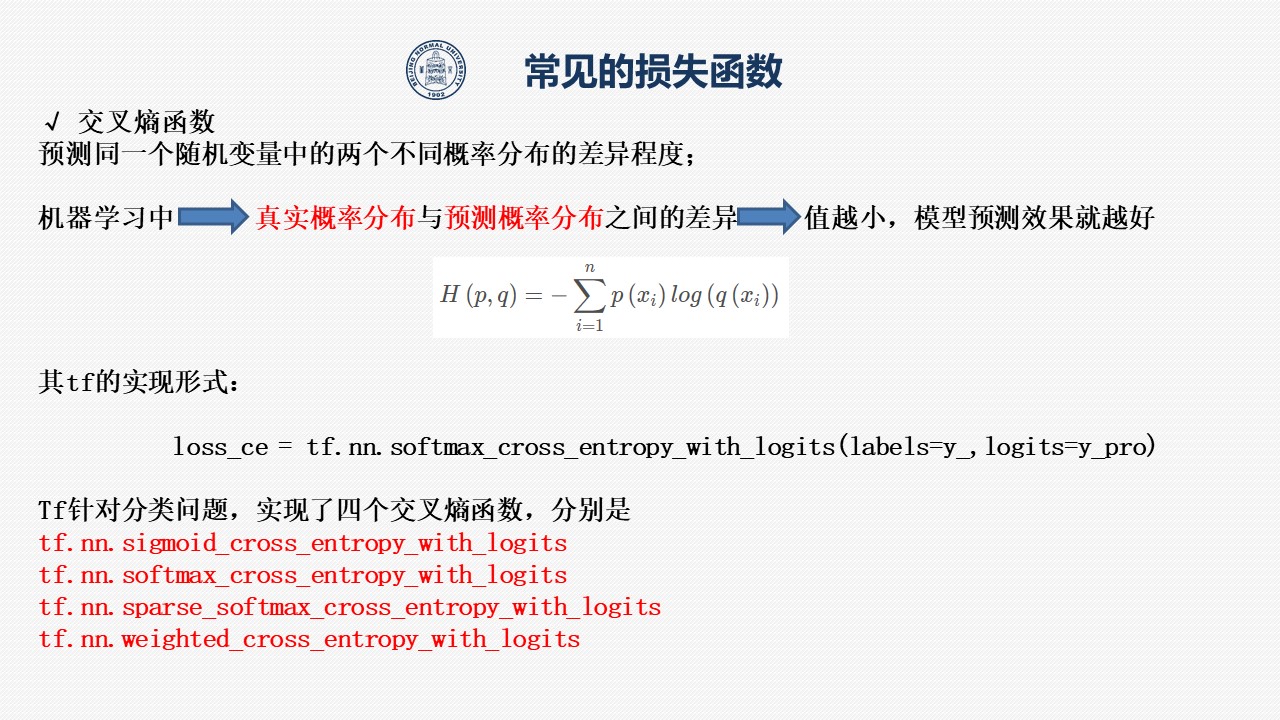 BEIJING NORMAL UNIVERSITY
1902
常见的损失函数
√ 交叉熵函数
预测同一个随机变量中的两个不同概率分布的差异程度；
机器学习中 真实概率分布与预测概率分布之间的差异 值越小，模型预测效果就越好
H (p, q) = − ∑_{i=1}^{n} p (x_i) log (q (x_i))
其tf的实现形式：
loss_ce = tf.nn.softmax_cross_entropy_with_logits(labels=y_,logits=y_pro)
Tf针对分类问题，实现了四个交叉熵函数，分别是
tf.nn.sigmoid_cross_entropy_with_logits
tf.nn.softmax_cross_entropy_with_logits
tf.nn.sparse_softmax_cross_entropy_with_logits
tf.nn.weighted_cross_entropy_with_logits